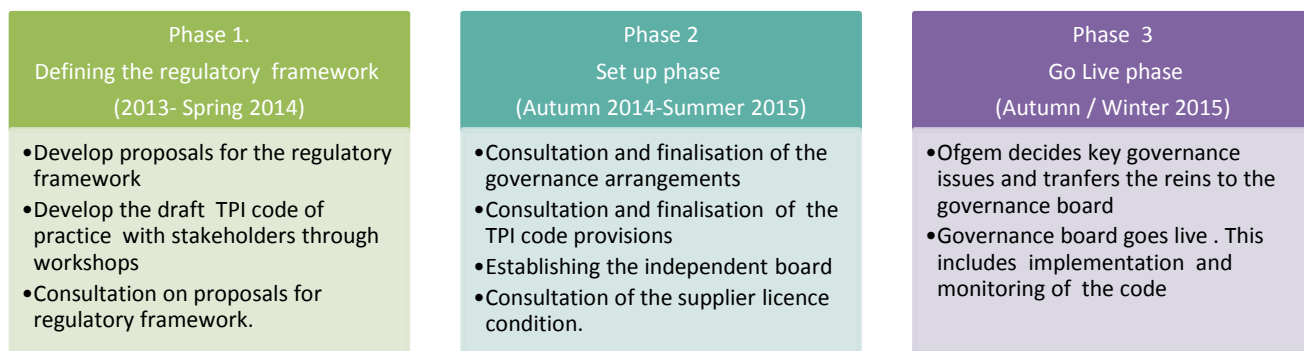 Phase 1.
Defining the regulatory framework
(2013- Spring 2014)
•Develop proposals for the regulatory
framework
•Develop the draft TPI code of
practice with stakeholders through
workshops
•Consultation on proposals for
regulatory framework.
Phase 2
Set up phase
(Autumn 2014-Summer 2015)
•Consultation and finalisation of the
governance arrangements
•Consultation and finalisation of the
TPI code provisions
•Establishing the independent board
•Consultation of the supplier licence
condition.
Phase 3
Go Live phase
(Autumn / Winter 2015)
•Ofgem decides key governance
issues and tranfers the reins to the
governance board
•Governance board goes live . This
includes implementation and
monitoring of the code